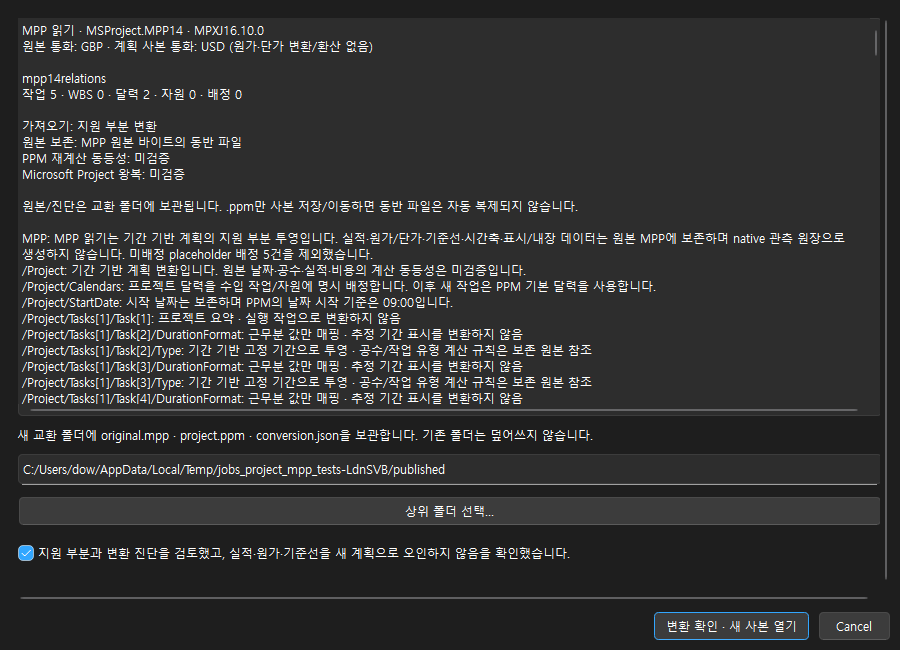 MPP 읽기 · MSProject.MPP14 · MPXJ16.10.0
원본 통화: GBP · 계획 사본 통화: USD (원가·단가 변환/환산 없음)
mpp14relations
작업 5 · WBS 0 · 달력 2 · 자원 0 · 배정 0
가져오기: 지원 부분 변환
원본 보존: MPP 원본 바이트의 동반 파일
PPM 재계산 동등성: 미검증
Microsoft Project 왕복: 미검증
원본/진단은 교환 폴더에 보관됩니다. .ppm만 사본 저장/이동하면 동반 파일은 자동 복제되지 않습니다.
MPP: MPP 읽기는 기간 기반 계획의 지원 부분 투영입니다. 실적·원가/단가·기준선·시간축·표시/내장 데이터는 원본 MPP에 보존하며 native 관측 원장으로
생성하지 않습니다. 미배정 placeholder 배정 5건을 제외했습니다.
/Project: 기간 기반 계획 변환입니다. 원본 날짜·공수·실적·비용의 계산 동등성은 미검증입니다.
/Project/Calendars: 프로젝트 달력을 수입 작업/자원에 명시 배정합니다. 이후 새 작업은 PPM 기본 달력을 사용합니다.
/Project/StartDate: 시작 날짜는 보존하며 PPM의 날짜 시작 기준은 09:00입니다.
/Project/Tasks[1]/Task[1]: 프로젝트 요약 · 실행 작업으로 변환하지 않음
/Project/Tasks[1]/Task[2]/DurationFormat: 근무분 값만 매핑 · 추정 기간 표시를 변환하지 않음
/Project/Tasks[1]/Task[2]/Type: 기간 기반 고정 기간으로 투영 · 공수/작업 유형 계산 규칙은 보존 원본 참조
/Project/Tasks[1]/Task[3]/DurationFormat: 근무분 값만 매핑 · 추정 기간 표시를 변환하지 않음
/Project/Tasks[1]/Task[3]/Type: 기간 기반 고정 기간으로 투영 · 공수/작업 유형 계산 규칙은 보존 원본 참조
/Project/Tasks[1]/Task[4]/DurationFormat: 근무분 값만 매핑 · 추정 기간 표시를 변환하지 않음
새 교환 폴더에 original.mpp · project.ppm · conversion.json을 보관합니다. 기존 폴더는 덮어쓰지 않습니다.
C:/Users/dow/AppData/Local/Temp/jobs_project_mpp_tests-LdnSVB/published
상위 폴더 선택...
지원 부분과 변환 진단을 검토했고, 실적·원가·기준선을 새 계획으로 오인하지 않음을 확인했습니다.
변환 확인 · 새 사본 열기
Cancel